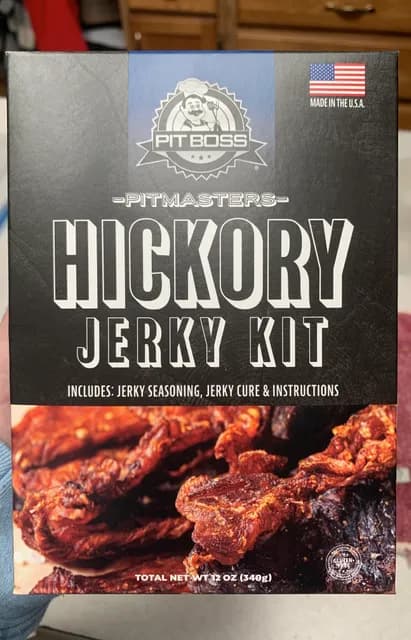 MADE IN THE U.S.A.
PIT BOSS
-PITMASTERS-
HICKORY
JERKY KIT
INCLUDES: JERKY SEASONING, JERKY CURE & INSTRUCTIONS
GLUTEN-
TOTAL NET WT 12 OZ (340g)